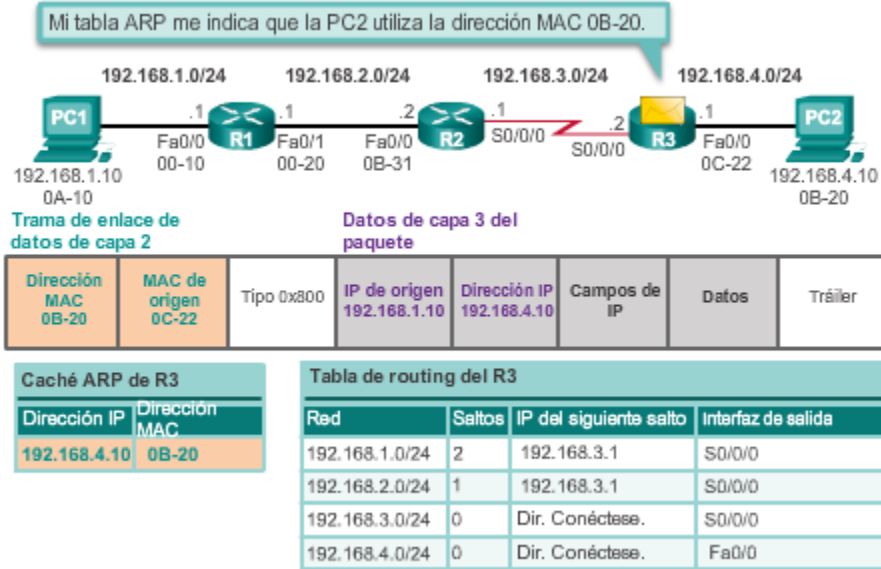 Mi tabla ARP me indica que la PC2 utiliza la dirección MAC 0B-20.
192.168.1.0/24 192.168.2.0/24 192.168.3.0/24 192.168.4.0/24
PC1 .1 R1 .1 .2 R2 .1 .2 R3 .1 PC2
Fa0/0 Fa0/1 Fa0/0 S0/0/0 S0/0/0 Fa0/0
00-10 00-20 0B-31 0C-22
192.168.1.10 192.168.4.10
0A-10 0B-20
Trama de enlace de
datos de capa 2
Datos de capa 3 del
paquete
Dirección
MAC
0B-20
MAC de
origen
0C-22
Tipo 0x800
IP de origen
192.168.1.10
Dirección IP
192.168.4.10
Campos de
IP
Datos
Tráiler
Caché ARP de R3
Dirección IP Dirección
MAC
192.168.4.10 0B-20
Tabla de routing del R3
Red Saltos IP del siguiente salto Interfaz de salida
192.168.1.0/24 2 192.168.3.1 S0/0/0
192.168.2.0/24 1 192.168.3.1 S0/0/0
192.168.3.0/24 0 Dir. Conéctese. S0/0/0
192.168.4.0/24 0 Dir. Conéctese. Fa0/0